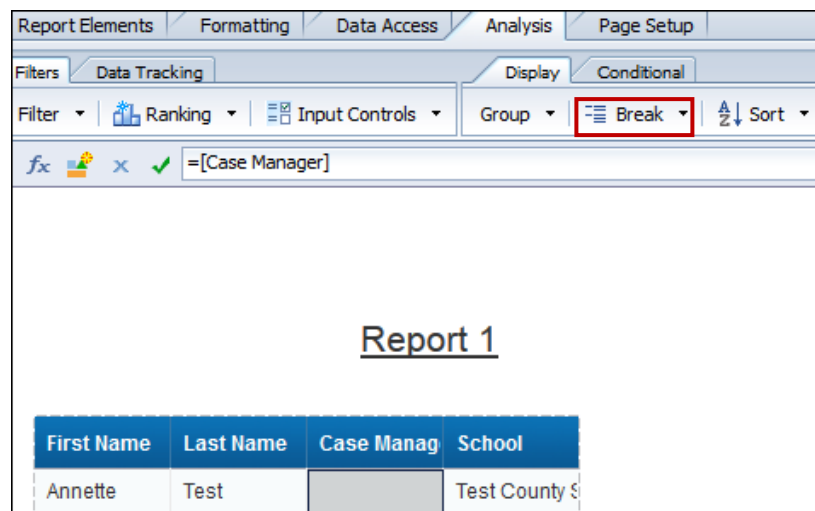 Report Elements Formatting Data Access Analysis Page Setup
Filters Data Tracking Display Conditional
Filter Ranking Input Controls Group Break Sort
fx =[Case Manager]
Report 1
First Name Last Name Case Manag School
Annette Test Test County S